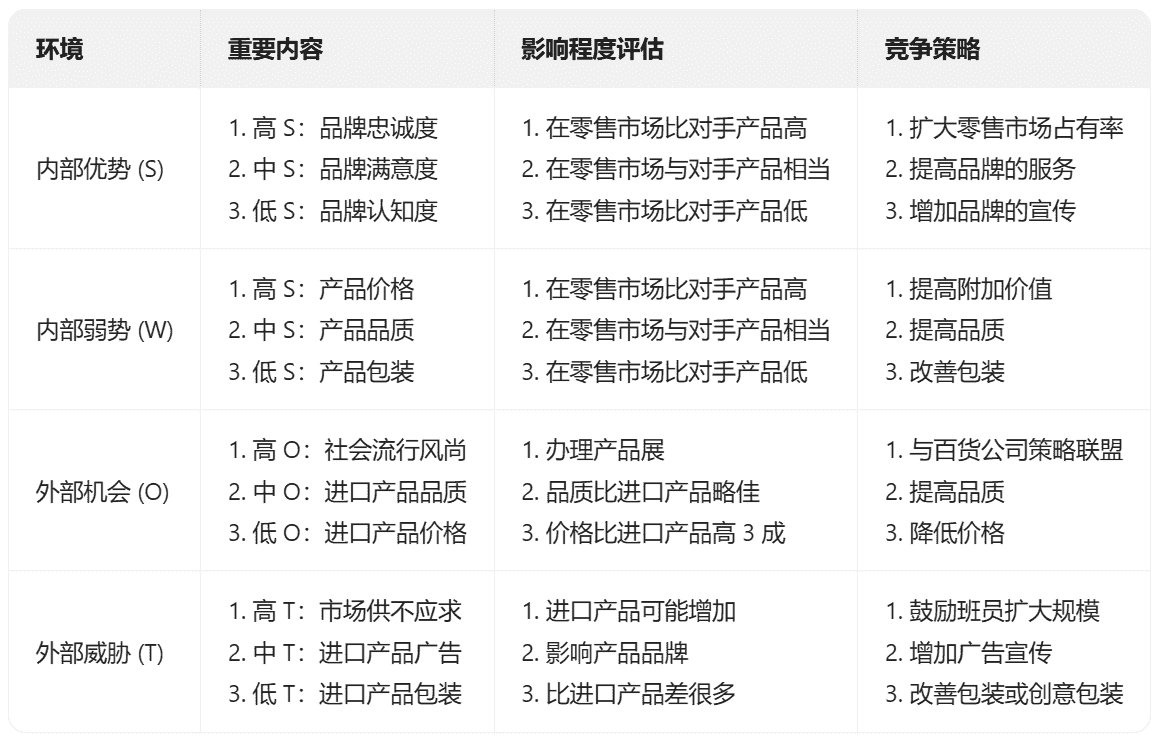 环境 重要内容 影响程度评估 竞争策略
1. 高 S：品牌忠诚度 1. 在零售市场比对手产品高 1. 扩大零售市场占有率
内部优势 (S) 2. 中 S：品牌满意度 2. 在零售市场与对手产品相当 2. 提高品牌的服务
3. 低 S：品牌认知度 3. 在零售市场比对手产品低 3. 增加品牌的宣传
1. 高 S：产品价格 1. 在零售市场比对手产品高 1. 提高附加价值
内部弱势 (W) 2. 中 S：产品品质 2. 在零售市场与对手产品相当 2. 提高品质
3. 低 S：产品包装 3. 在零售市场比对手产品低 3. 改善包装
1. 高 O：社会流行风尚 1. 办理产品展 1. 与百货公司策略联盟
外部机会 (O) 2. 中 O：进口产品品质 2. 品质比进口产品略佳 2. 提高品质
3. 低 O：进口产品价格 3. 价格比进口产品高 3 成 3. 降低价格
1. 高 T：市场供不应求 1. 进口产品可能增加 1. 鼓励班员扩大规模
外部威胁 (T) 2. 中 T：进口产品广告 2. 影响产品品牌 2. 增加广告宣传
3. 低 T：进口产品包装 3. 比进口产品差很多 3. 改善包装或创意包装